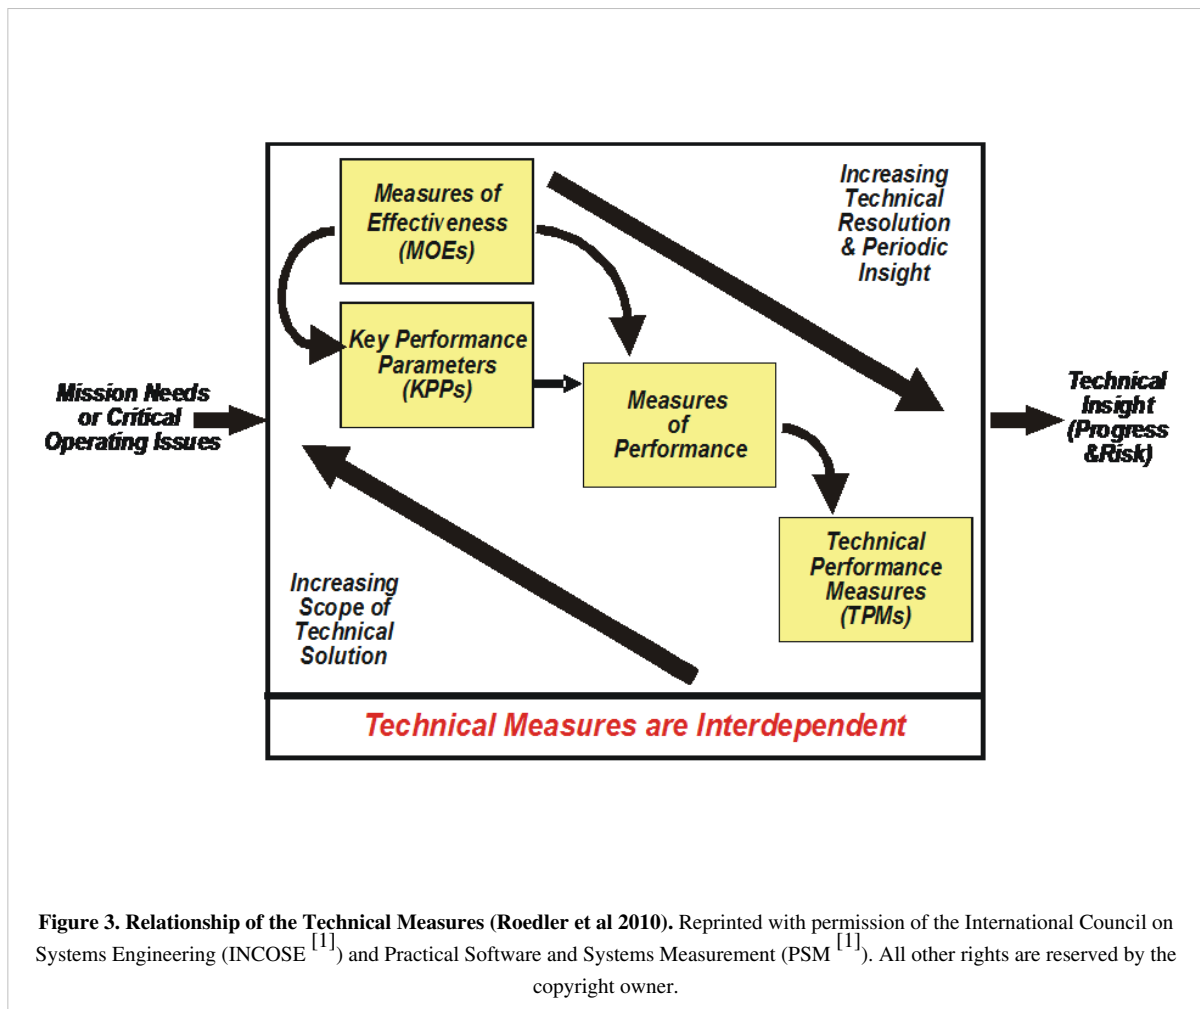 Measures of
Effectiveness
(MOEs)
Increasing
Technical
Resolution
& Periodic
Insight
Key Performance
Parameters
(KPPs)
Mission Needs
or Critical
Operating Issues
Measures
of
Performance
Technical
Insight
(Progress
&Risk)
Technical
Performance
Measures
(TPMs)
Increasing
Scope of
Technical
Solution
Technical Measures are Interdependent
Figure 3. Relationship of the Technical Measures (Roedler et al 2010). Reprinted with permission of the International Council on
Systems Engineering (INCOSE [1]) and Practical Software and Systems Measurement (PSM [1]). All other rights are reserved by the
copyright owner.